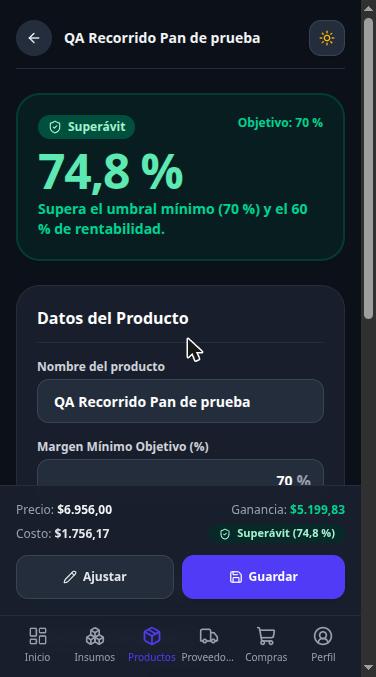 QA Recorrido Pan de prueba
Superávit
Objetivo: 70 %
74,8 %
Supera el umbral mínimo (70 %) y el 60
% de rentabilidad.
Datos del Producto
Nombre del producto
QA Recorrido Pan de prueba
Margen Mínimo Objetivo (%)
70 %
Precio: $6.956,00
Ganancia: $5.199,83
Costo: $1.756,17
Superávit (74,8 %)
Ajustar
Guardar
Inicio
Insumos
Productos
Proveedo...
Compras
Perfil